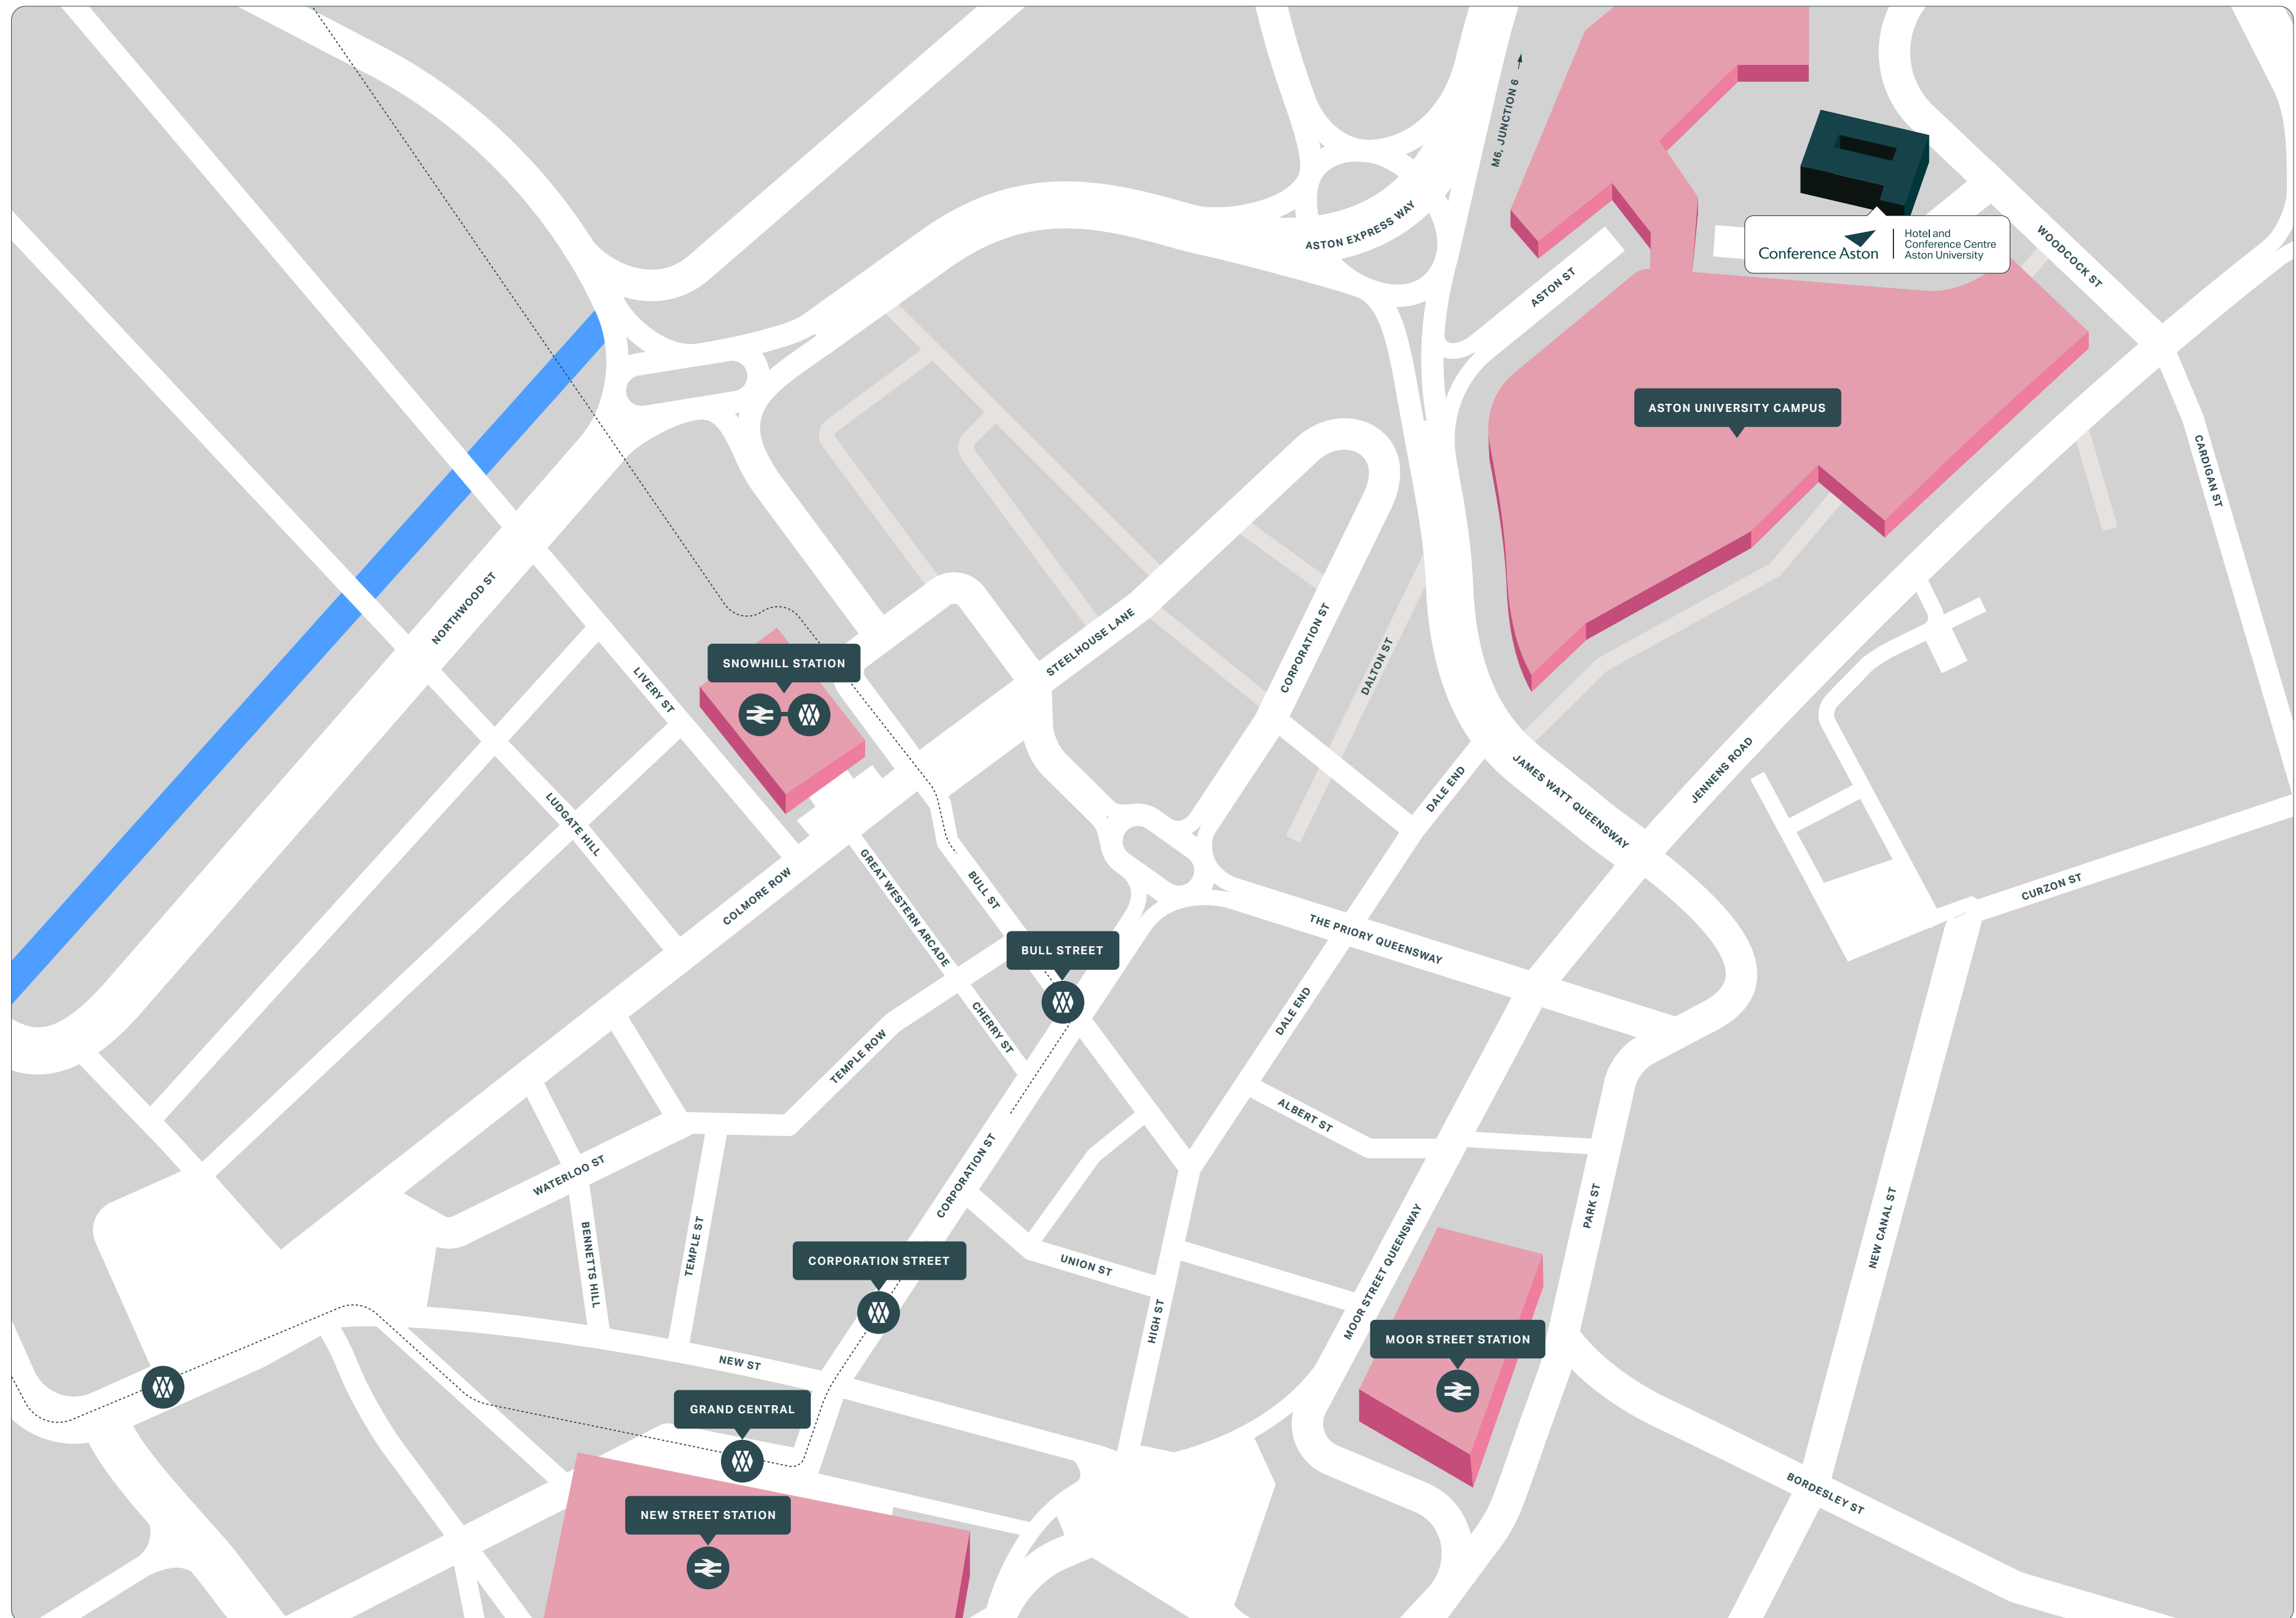 M6, JUNCTION 6
ASTON EXPRESS WAY
ASTON ST
Conference Aston
Hotel and
Conference Centre
Aston University
WOODCOCK ST
ASTON UNIVERSITY CAMPUS
CARDIGAN ST
NORTHWOOD ST
LIVERY ST
SNOWHILL STATION
STEELHOUSE LANE
CORPORATION ST
DALTON ST
DALE END
JAMES WATT QUEENSWAY
JENNENS ROAD
LUDGATE HILL
COLMORE ROW
GREAT WESTERN ARCADE
BULL ST
CURZON ST
BULL STREET
THE PRIORY QUEENSWAY
CHERRY ST
DALE END
TEMPLE ROW
ALBERT ST
WATERLOO ST
CORPORATION ST
BENNETTS HILL
TEMPLE ST
CORPORATION STREET
UNION ST
HIGH ST
MOOR STREET QUEENSWAY
PARK ST
NEW CANAL ST
MOOR STREET STATION
NEW ST
GRAND CENTRAL
BORDESLEY ST
NEW STREET STATION